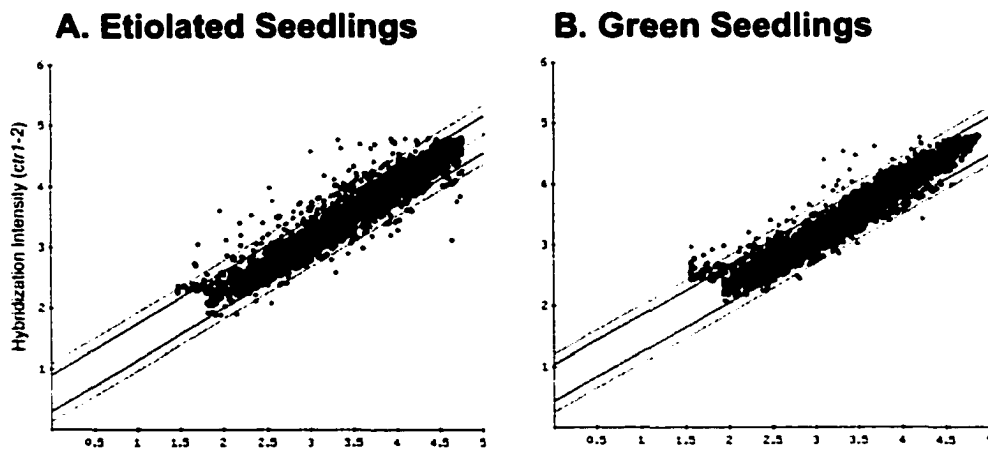 A. Etiolated Seedlings
B. Green Seedlings
Hybridization Intensity (ctr1-2)
6
5
4
3
2
1
0.5 1 1.5 2 2.5 3 3.5 4 4.5 5
6
5
4
3
2
1
0.5 1 1.5 2 2.5 3 3.5 4 4.5